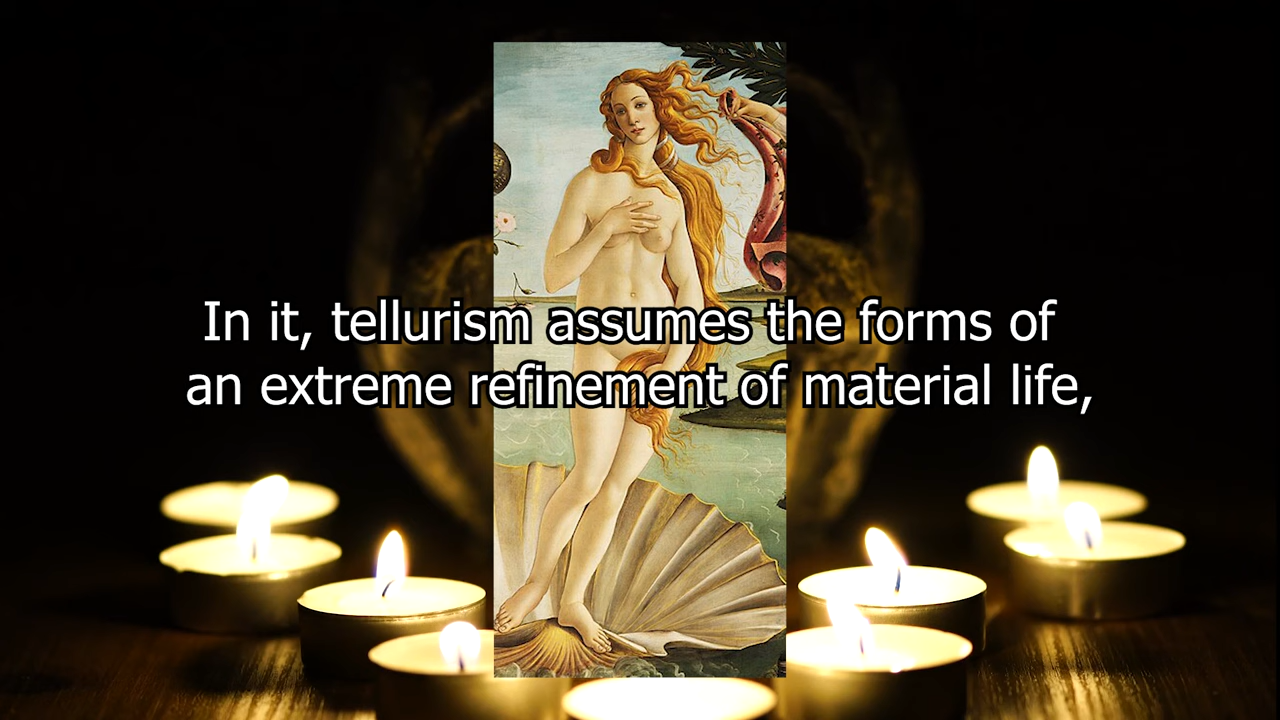 In it, tellurism assumes the forms of
an extreme refinement of material life,